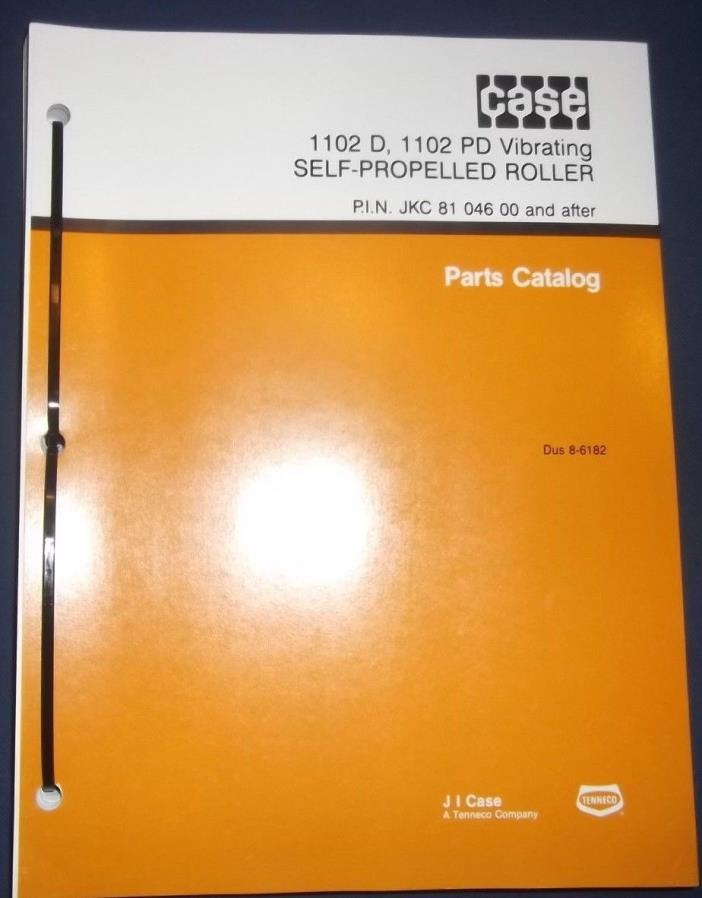 case
1102 D, 1102 PD Vibrating
SELF-PROPELLED ROLLER
P.I.N. JKC 81 046 00 and after
Parts Catalog
Dus 8-6182
J I Case
A Tenneco Company
TENNECO